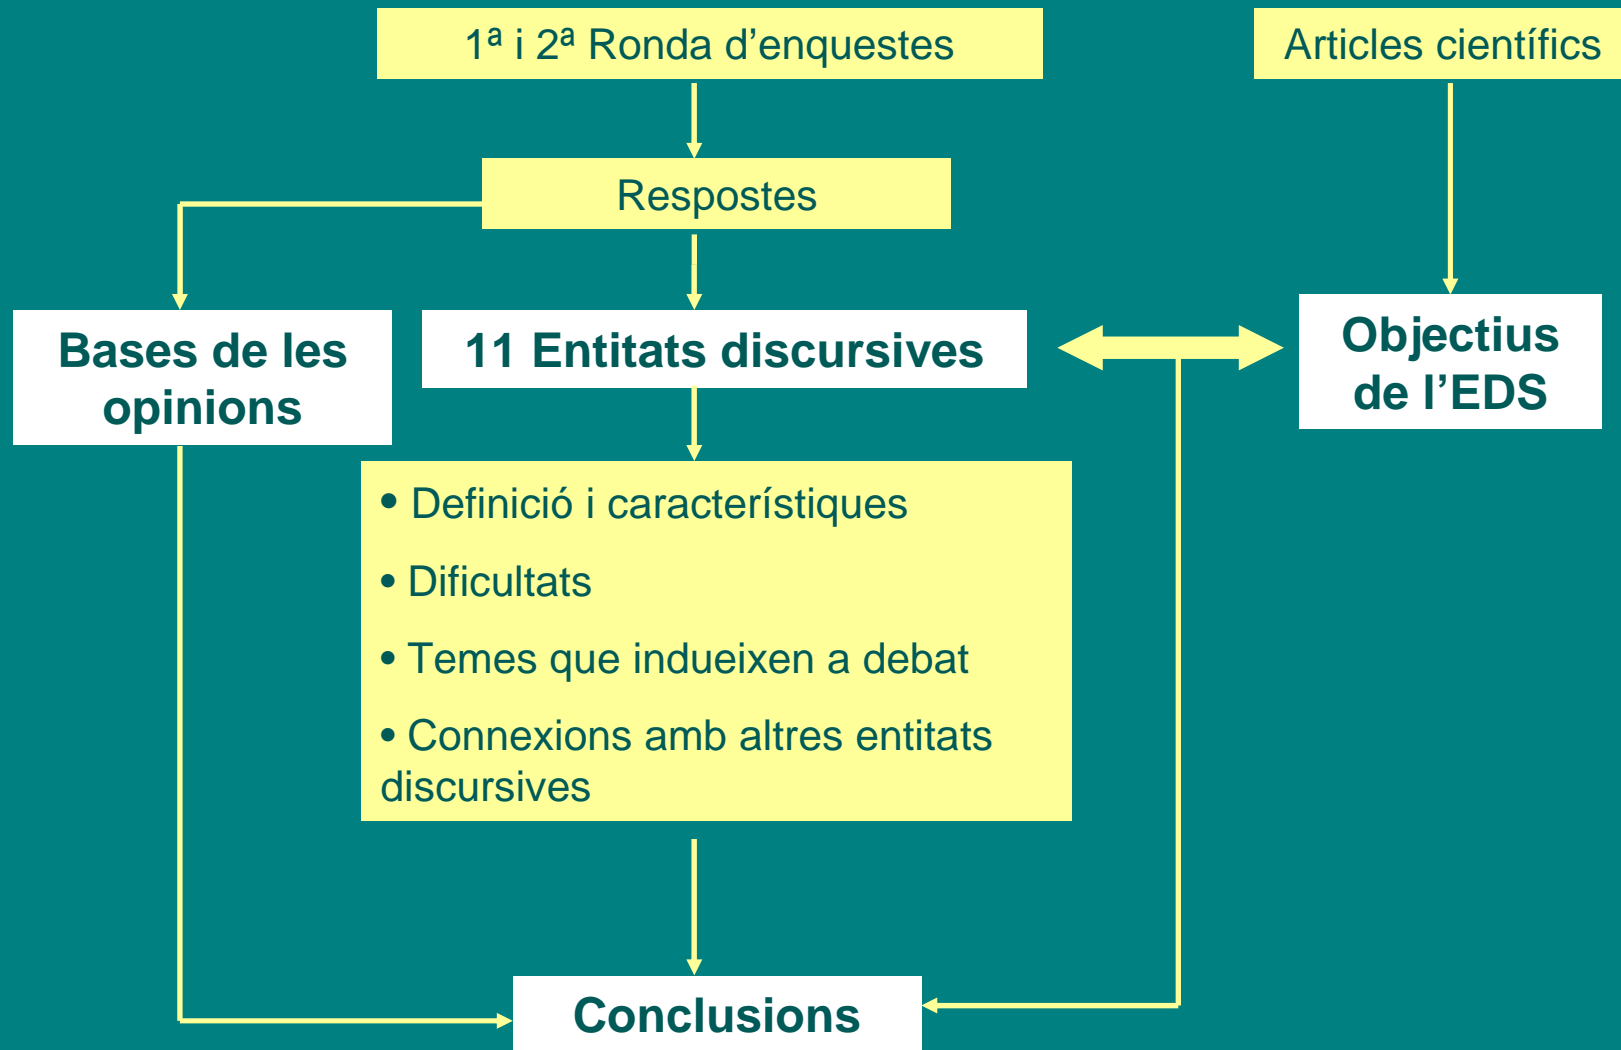 1ª i 2ª Ronda d’enquestes
Articles científics
Respostes
Bases de les
opinions
11 Entitats discursives
Objectius
de l’EDS
• Definició i característiques
• Dificultats
• Temes que indueixen a debat
• Connexions amb altres entitats
discursives
Conclusions